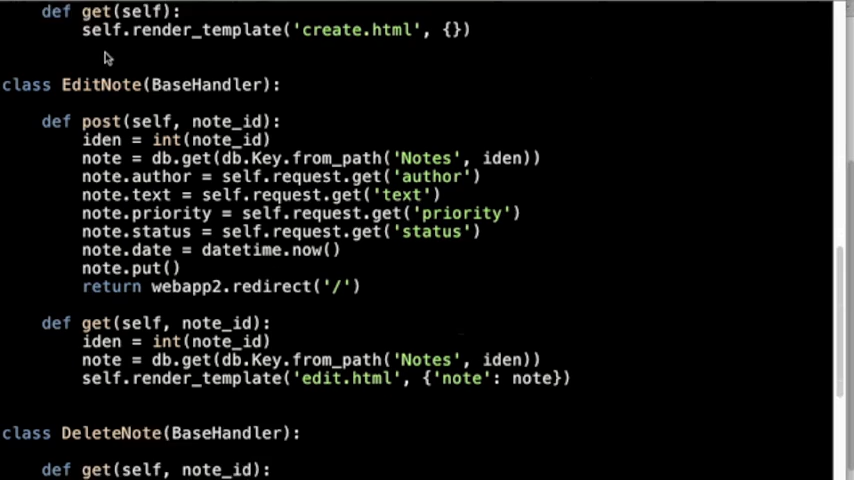 def get(self):
self.render_template('create.html', {})
class EditNote(BaseHandler):
def post(self, note_id):
iden = int(note_id)
note = db.get(db.Key.from_path('Notes', iden))
note.author = self.request.get('author')
note.text = self.request.get('text')
note.priority = self.request.get('priority')
note.status = self.request.get('status')
note.date = datetime.now()
note.put()
return webapp2.redirect('/')
def get(self, note_id):
iden = int(note_id)
note = db.get(db.Key.from_path('Notes', iden))
self.render_template('edit.html', {'note': note})
class DeleteNote(BaseHandler):
def get(self, note_id):